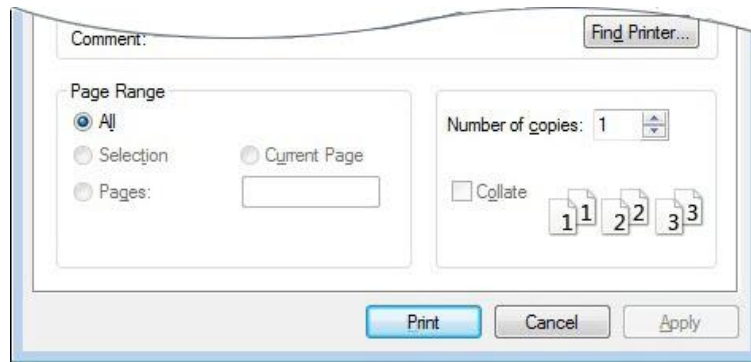 Comment:
Find Printer...
Page Range
All
Selection
Current Page
Pages:
Number of copies: 1
Collate
1 1 2 2 3 3
Print
Cancel
Apply